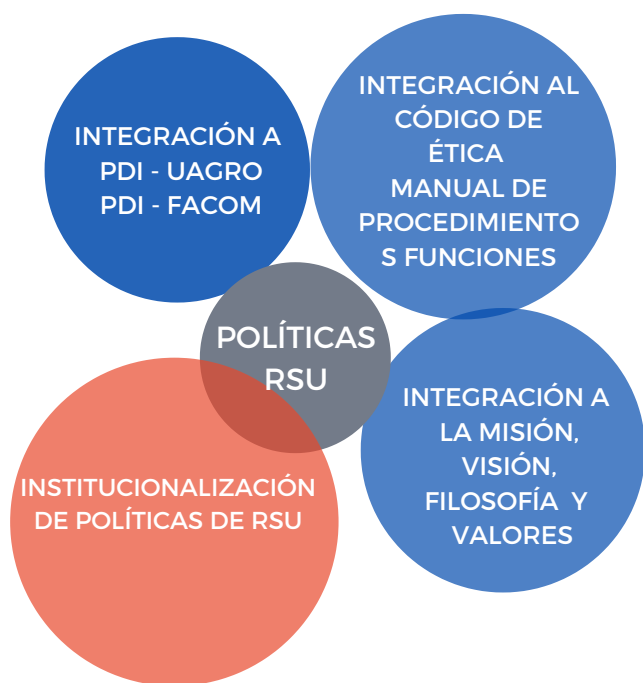 INTEGRACIÓN A
PDI - UAGRO
PDI - FACOM
INTEGRACIÓN AL
CÓDIGO DE
ÉTICA
MANUAL DE
PROCEDIMIENTO
S FUNCIONES
POLÍTICAS
RSU
INTEGRACIÓN A
LA MISIÓN,
VISIÓN,
FILOSOFÍA Y
VALORES
INSTITUCIONALIZACIÓN
DE POLÍTICAS DE RSU